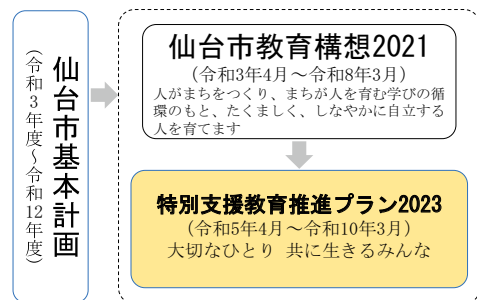 仙台市基本計画
(令和3年度~令和12年度)
仙台市教育構想2021
(令和3年4月~令和8年3月)
人がまちをつくり、まちが人を育む学びの循
環のもと、たくましく、しなやかに自立する
人を育てます
特別支援教育推進プラン2023
(令和5年4月~令和10年3月)
大切なひとり 共に生きるみんな